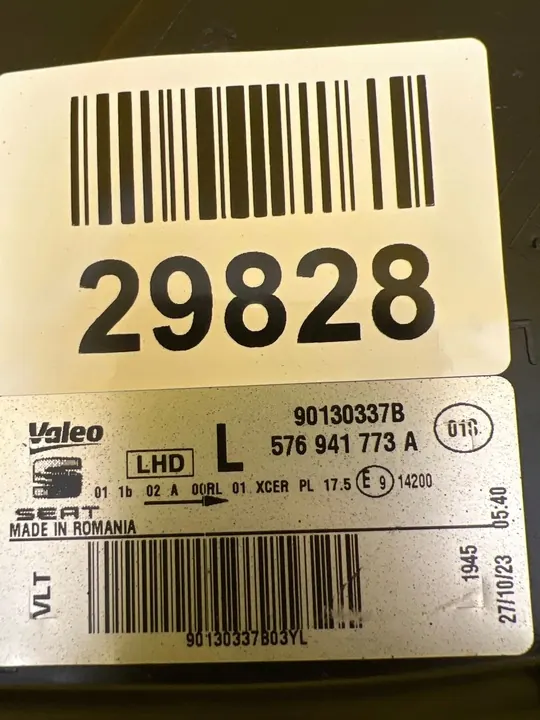 29828
Valeo
SEAT
MADE IN ROMANIA
LHD
L
90130337B
576 941 773 A
01 1b 02 A 00RL 01 XCER PL 17.5 E 9 14200
VLT
90130337B03YL
1945
27/10/23 05:40